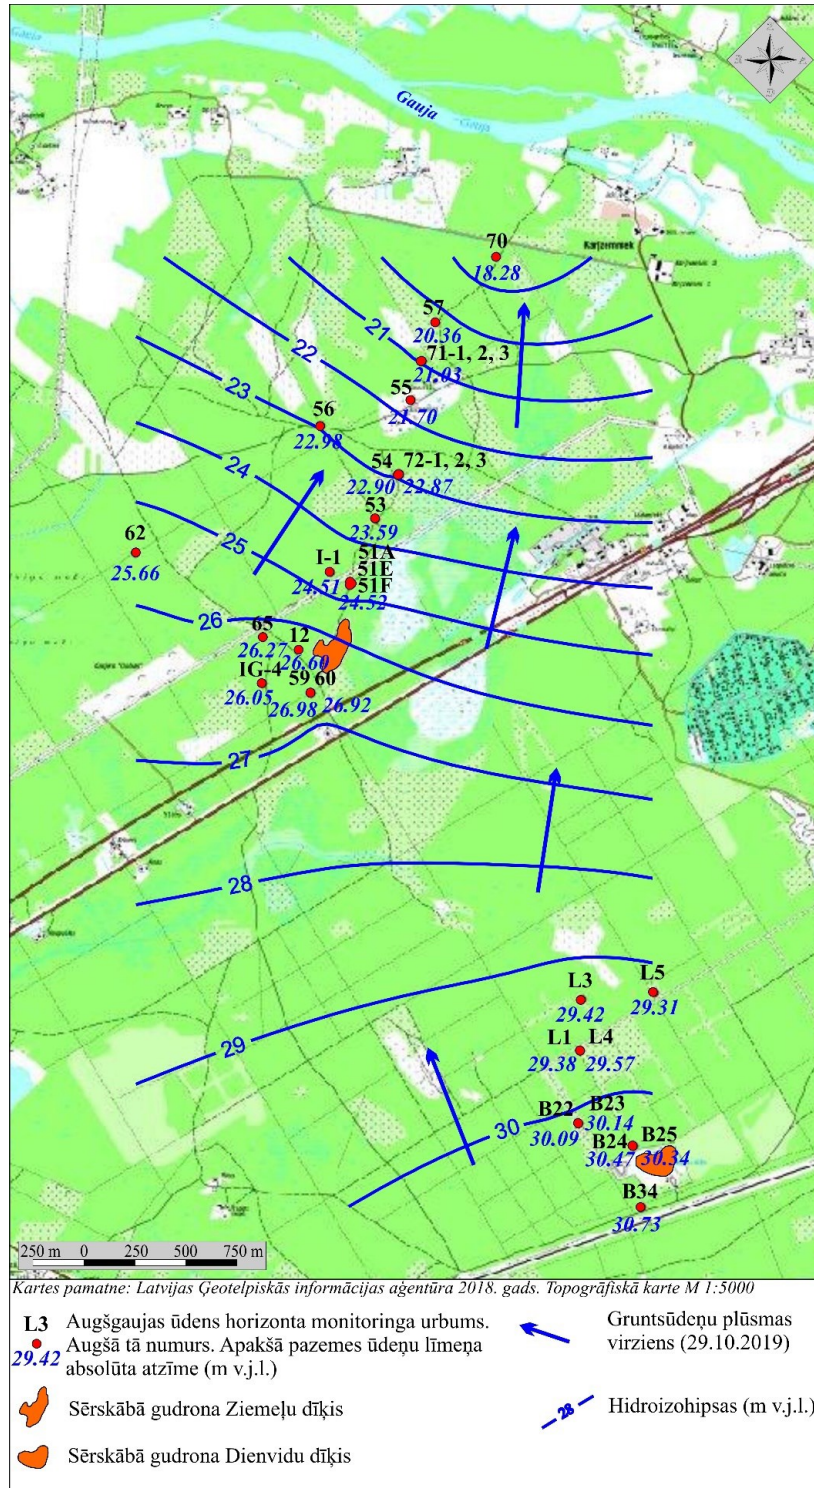 Gauja
Gauja
Gauja
70
Karjzemnek
18.28
57
20.36
21
71-1, 2, 3
21.03
22
55
21.70
23
56
22.98
54 72-1, 2, 3
22.90 22.87
24
53
23.59
62
25.66
25
I-1
51A
51E
51F
24.51
24.52
26
65
12
26.27
26.60
IG-4
59 60
26.05
26.98 26.92
27
28
L3
L5
29.42
29.31
29
L1 L4
29.38 29.57
30
B22 B23
30.14
30.09
B24 B25
30.47 30.34
B34
30.73
250 m 0 250 500 750 m
Kartes pamatne: Latvijas Ģeotelpiskās informācijas aģentūra 2018. gads. Topogrāfiskā karte M 1:5000
L3 Augšgaujas ūdens horizonta monitoringa urbums.
Augšā tā numurs. Apakšā pazemes ūdeņu līmeņa
29.42 absolūta atzīme (m v.j.l.)
Gruntsūdeņu plūsmas
virziens (29.10.2019)
Sērskābā gudrona Ziemeļu dīķis
28 Hidroizohipsas (m v.j.l.)
Sērskābā gudrona Dienvidu dīķis